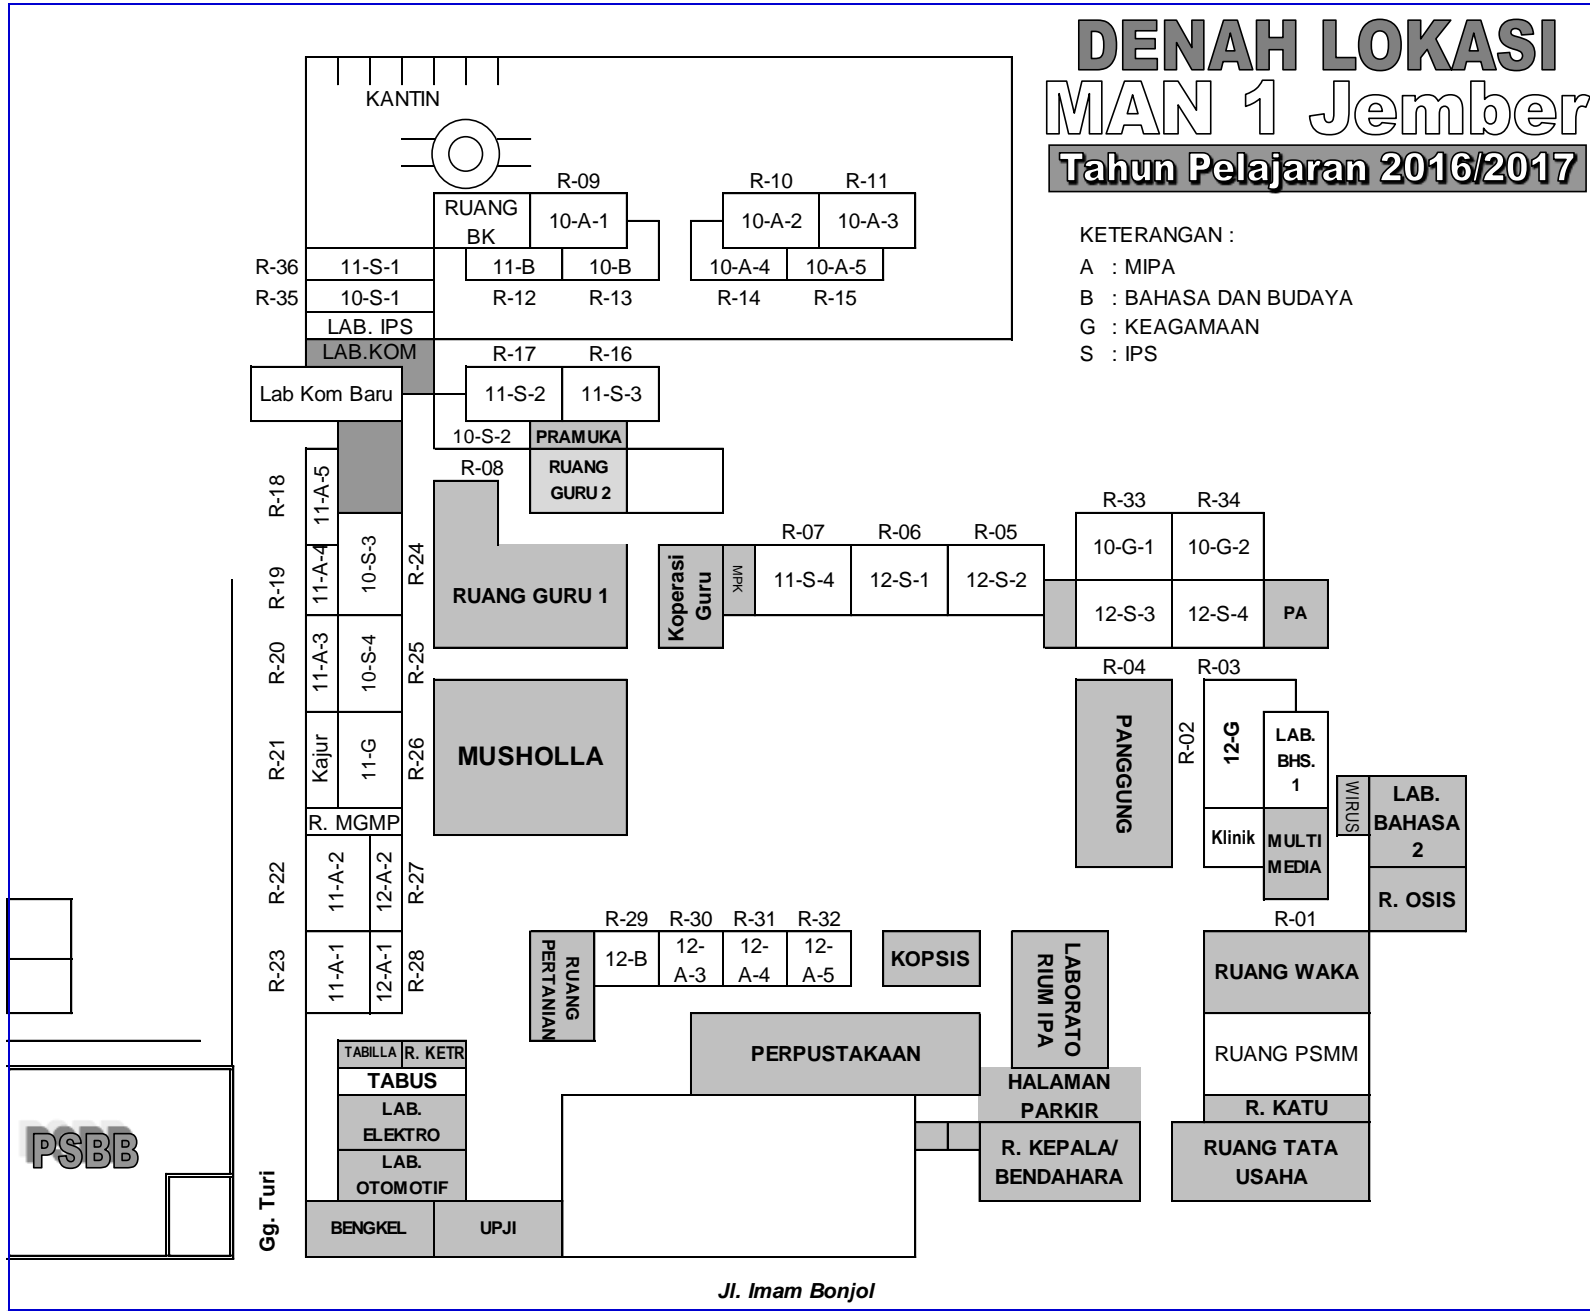 DENAH LOKASI
MAN 1 Jember
Tahun Pelajaran 2016/2017
KETERANGAN :
A : MIPA
B : BAHASA DAN BUDAYA
G : KEAGAMAAN
S : IPS
KANTIN
R-09
R-10
R-11
RUANG
BK
10-A-1
10-A-2
10-A-3
R-36
11-S-1
11-B
10-B
10-A-4
10-A-5
R-35
10-S-1
R-12
R-13
R-14
R-15
LAB. IPS
LAB.KOM
R-17
R-16
Lab Kom Baru
11-S-2
11-S-3
10-S-2
PRAMUKA
R-08
RUANG
GURU 2
R-18
11-A-5
R-19
11-A-4
10-S-3
R-24
RUANG GURU 1
Koperasi
Guru
MPK
R-07
R-06
R-05
11-S-4
12-S-1
12-S-2
R-33
R-34
10-G-1
10-G-2
12-S-3
12-S-4
PA
R-20
11-A-3
10-S-4
R-25
R-04
R-03
R-21
Kajur
11-G
R-26
MUSHOLLA
PANGGUNG
R-02
12-G
LAB.
BHS.
1
WIRUS
LAB.
BAHASA
2
R. MGMP
Klinik
MULTI
MEDIA
R-22
11-A-2
12-A-2
R-27
R. OSIS
R-29
R-30
R-31
R-32
R-01
R-23
11-A-1
12-A-1
R-28
RUANG
PERTANIAN
12-B
12-
A-3
12-
A-4
12-
A-5
KOPSIS
LABORATO
RIUM IPA
RUANG WAKA
TABILLA
R. KETR
PERPUSTAKAAN
RUANG PSMM
TABUS
HALAMAN
PARKIR
LAB.
ELEKTRO
R. KATU
PSBB
LAB.
OTOMOTIF
R. KEPALA/
BENDAHARA
RUANG TATA
USAHA
Gg. Turi
BENGKEL
UPJI
Jl. Imam Bonjol